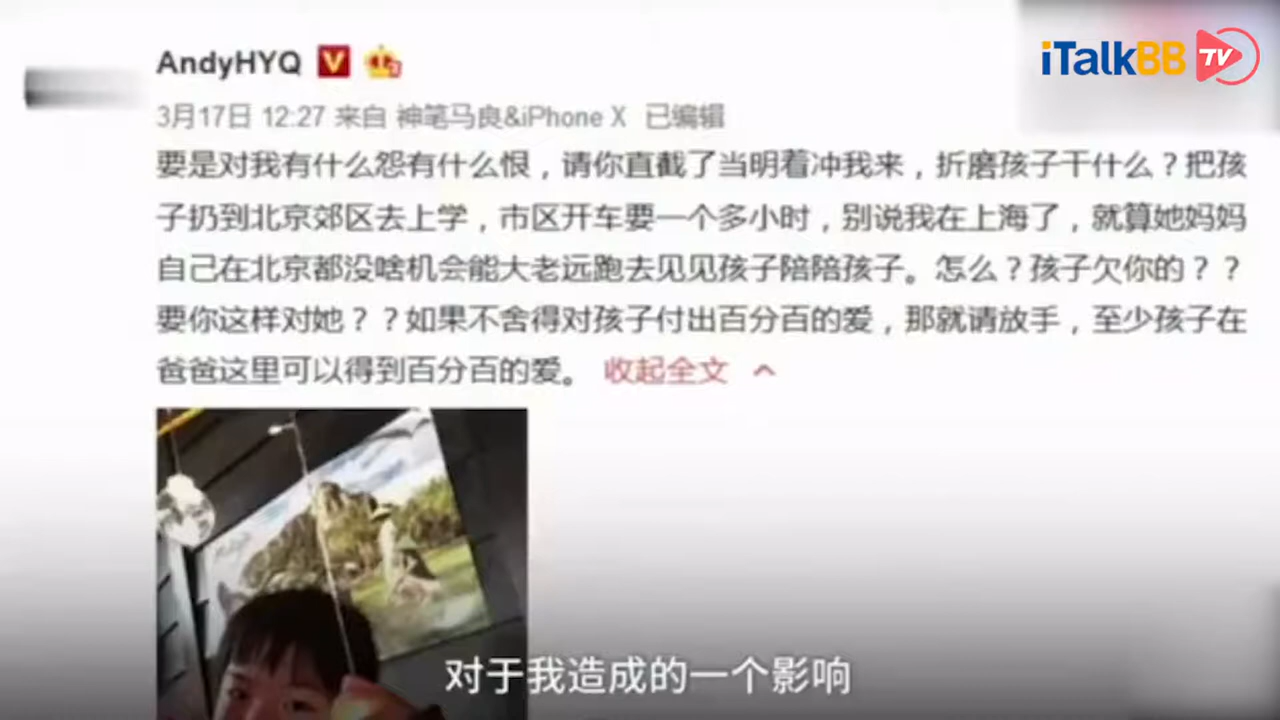 iTalkBB TV
AndyHYQ V
3月17日 12:27 来自 神笔马良&iPhone X 已编辑
要是对我有什么怨有什么恨，请你直截了当明着冲我来，折磨孩子干什么？把孩
子扔到北京郊区去上学，市区开车要一个多小时，别说我在上海了，就算她妈妈
自己在北京都没啥机会能大老远跑去见见孩子陪陪孩子。怎么？孩子欠你的？？
要你这样对她？？如果不舍得对孩子付出百分百的爱，那就请放手，至少孩子在
爸爸这里可以得到百分百的爱。 收起全文
对于我造成的一个影响